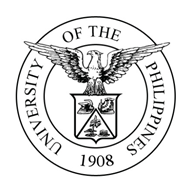 UNIVERSITY OF THE PHILIPPINES
1908